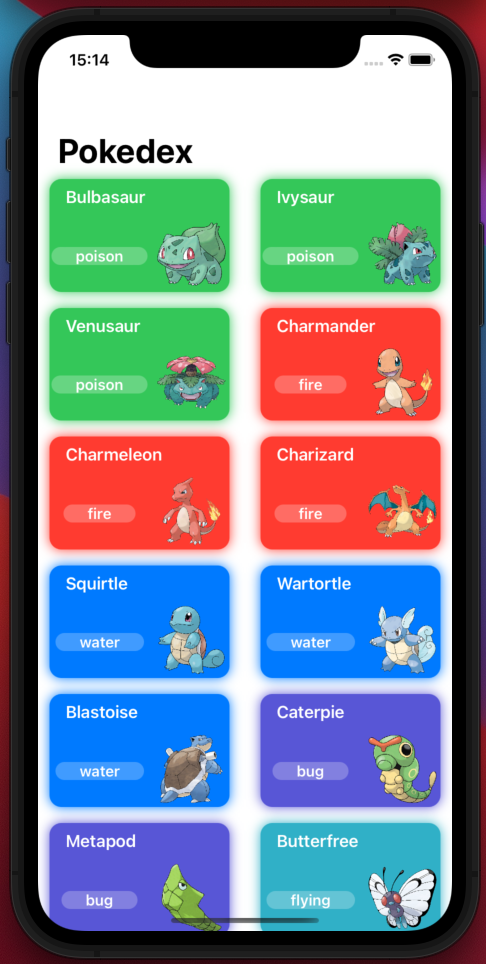 15:14
Pokedex
Bulbasaur
poison
Ivysaur
poison
Venusaur
poison
Charmander
fire
Charmeleon
fire
Charizard
fire
Squirtle
water
Wartortle
water
Blastoise
water
Caterpie
bug
Metapod
bug
Butterfree
flying